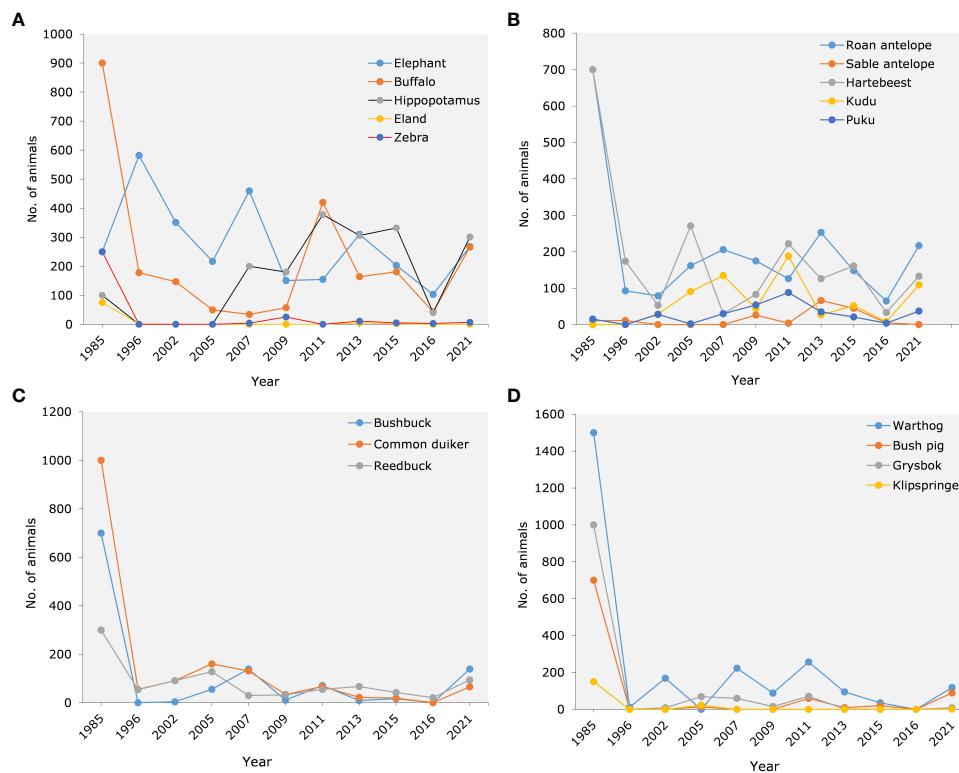 A
No. of animals
1000
900
800
700
600
500
400
300
200
100
0
Elephant
Buffalo
Hippopotamus
Eland
Zebra
1985
1996
2002
2005
2007
2009
2011
2013
2015
2016
2021
Year
B
No. of animals
800
700
600
500
400
300
200
100
0
Roan antelope
Sable antelope
Hartebeest
Kudu
Puku
1985
1996
2002
2005
2007
2009
2011
2013
2015
2016
2021
Year
C
No. of animals
1200
1000
800
600
400
200
0
Bushbuck
Common duiker
Reedbuck
1985
1996
2002
2005
2007
2009
2011
2013
2015
2016
2021
Year
D
No. of animals
1600
1400
1200
1000
800
600
400
200
0
Warthog
Bush pig
Grysbok
Klipspringe
1985
1996
2002
2005
2007
2009
2011
2013
2015
2016
2021
Year